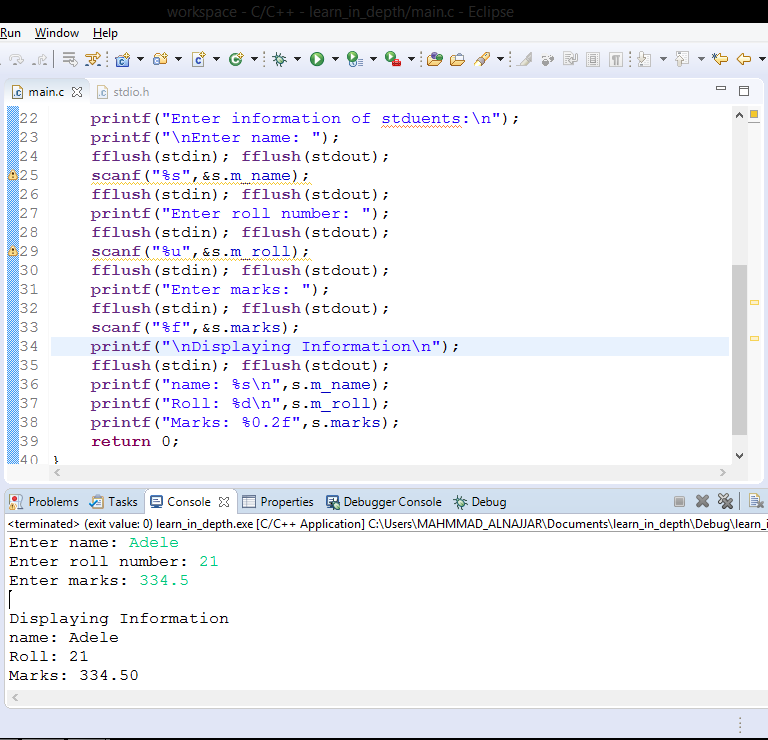 workspace - C/C++ - learn_in_depth/main.c - Eclipse
Run Window Help
main.c stdio.h
22 printf("Enter information of stduents:\n");
23 printf("\nEnter name: ");
24 fflush(stdin); fflush(stdout);
25 scanf("%s",&s.m_name);
26 fflush(stdin); fflush(stdout);
27 printf("Enter roll number: ");
28 fflush(stdin); fflush(stdout);
29 scanf("%u",&s.m_roll);
30 fflush(stdin); fflush(stdout);
31 printf("Enter marks: ");
32 fflush(stdin); fflush(stdout);
33 scanf("%f",&s.marks);
34 printf("\nDisplaying Information\n");
35 fflush(stdin); fflush(stdout);
36 printf("name: %s\n",s.m_name);
37 printf("Roll: %d\n",s.m_roll);
38 printf("Marks: %0.2f",s.marks);
39 return 0;
40 }
Problems Tasks Console Properties Debugger Console Debug
<terminated> (exit value: 0) learn_in_depth.exe [C/C++ Application] C:\Users\MAHMMAD_ALNAJJAR\Documents\learn_in_depth\Debug\learn_i
Enter name: Adele
Enter roll number: 21
Enter marks: 334.5
Displaying Information
name: Adele
Roll: 21
Marks: 334.50